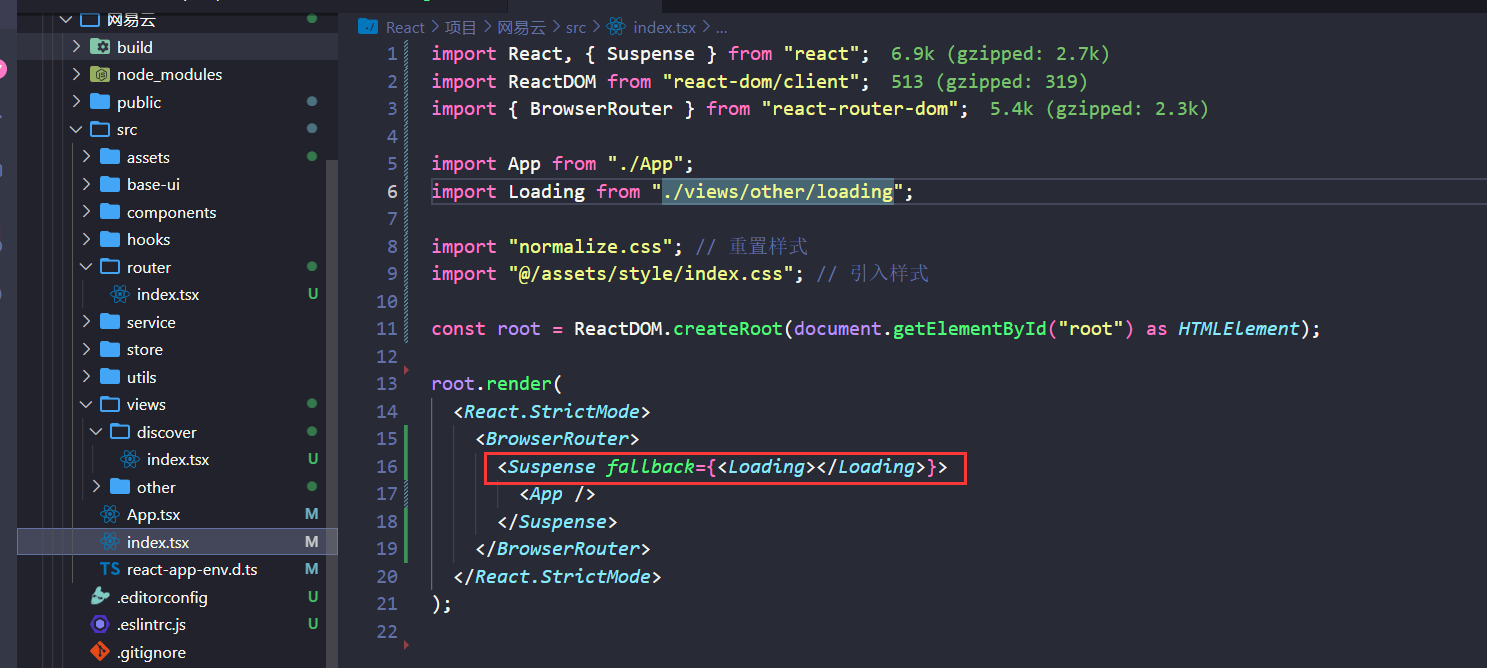 网易云
build
node_modules
public
src
assets
base-ui
components
hooks
router
index.tsx U
service
store
utils
views
discover
index.tsx U
other
App.tsx M
index.tsx M
TS react-app-env.d.ts M
.editorconfig U
.eslintrc.js U
.gitignore
React > 项目 > 网易云 > src > index.tsx > ...
1 import React, { Suspense } from "react"; 6.9k (gzipped: 2.7k)
2 import ReactDOM from "react-dom/client"; 513 (gzipped: 319)
3 import { BrowserRouter } from "react-router-dom"; 5.4k (gzipped: 2.3k)
4
5 import App from "./App";
6 import Loading from "./views/other/loading";
7
8 import "normalize.css"; // 重置样式
9 import "@/assets/style/index.css"; // 引入样式
10
11 const root = ReactDOM.createRoot(document.getElementById("root") as HTMLElement);
12
13 root.render(
14 <React.StrictMode>
15 <BrowserRouter>
16 <Suspense fallback={<Loading></Loading>}>
17 <App />
18 </Suspense>
19 </BrowserRouter>
20 </React.StrictMode>
21 );
22